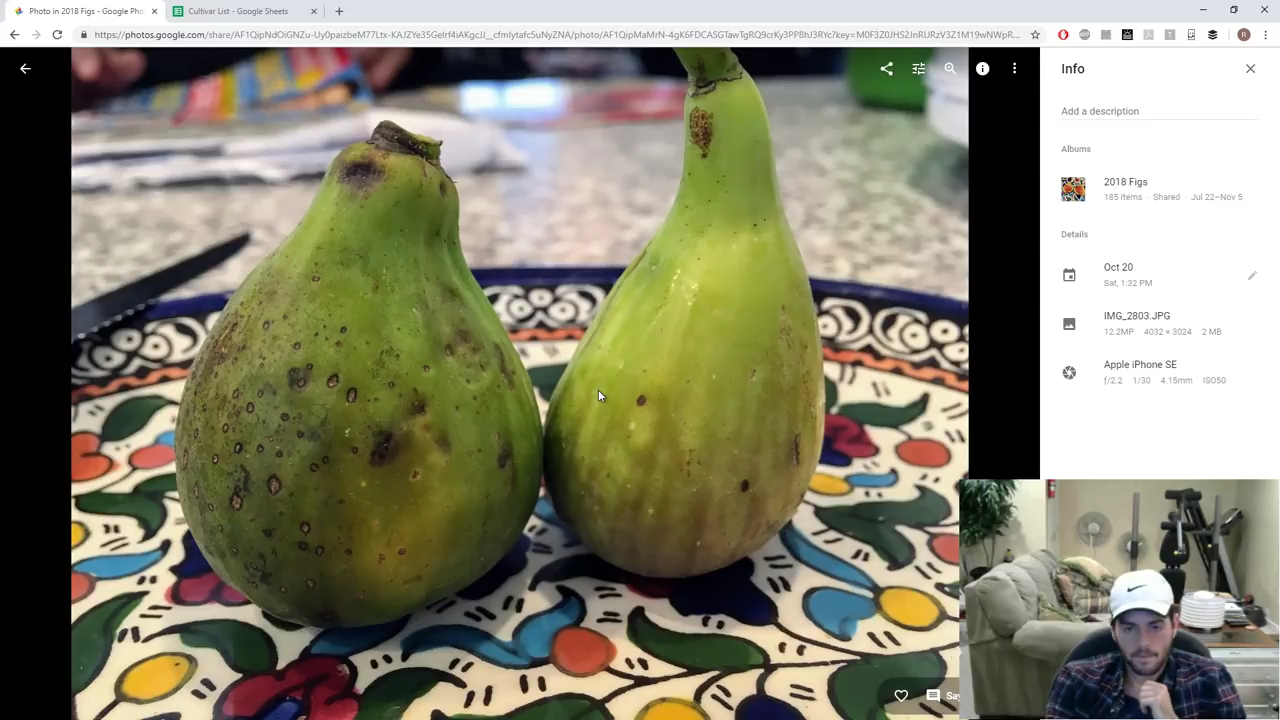 Photo in 2018 Figs - Google Pho
Cultivar List - Google Sheets
Info
Add a description
Albums
2018 Figs
185 items · Shared · Jul 22–Nov 5
Details
Oct 20
Sat, 1:32 PM
IMG_2803.JPG
12.2MP 4032 × 3024 2 MB
Apple iPhone SE
ƒ/2.2 1/30 4.15mm ISO50
Sav